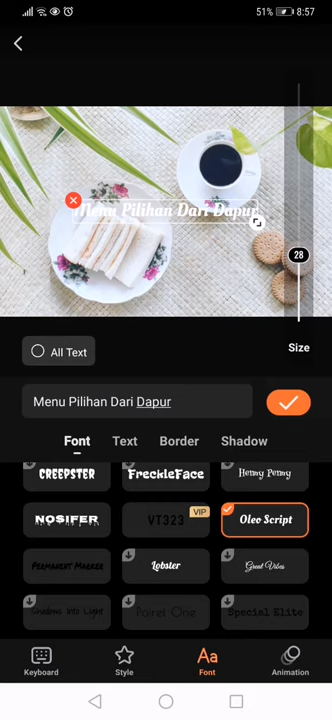 51% 8:57
Menu Pilihan Dari Dapur
28
All Text
Size
Menu Pilihan Dari Dapur
Font Text Border Shadow
CREEPSTER FreckleFace Henny Penny
NOSIFER VT323 VIP Oleo Script
Permanent Marker Lobster Great Vibes
Shadows Into Light Poiret One Special Elite
Keyboard Style Font Animation
Aa